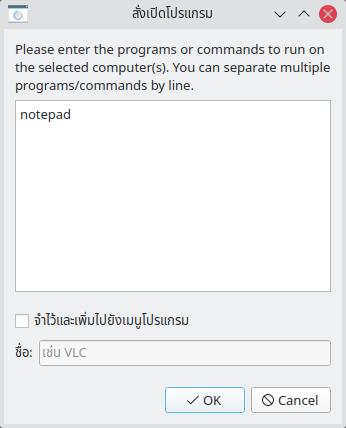 สั่งเปิดโปรแกรม
Please enter the programs or commands to run on
the selected computer(s). You can separate multiple
programs/commands by line.
notepad
จำไว้และเพิ่มไปยังเมนูโปรแกรม
ชื่อ:
เช่น VLC
OK
Cancel